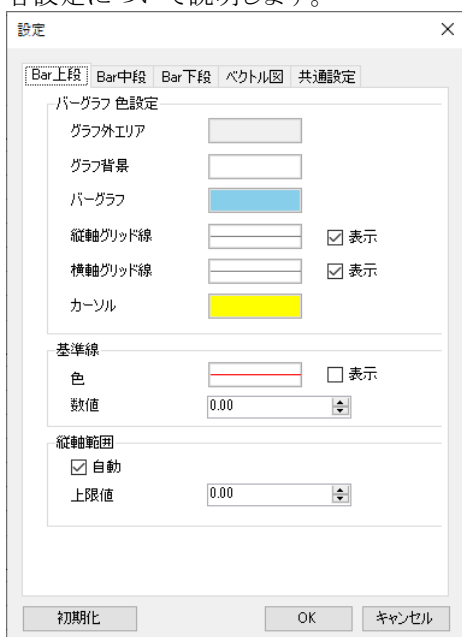 各設定について説明します。
設定
Bar上段 Bar中段 Bar下段 ベクトル図 共通設定
バーグラフ 色設定
グラフ外エリア
グラフ背景
バーグラフ
縦軸グリッド線 表示
横軸グリッド線 表示
カーソル
基準線
色 表示
数値 0.00
縦軸範囲
自動
上限値 0.00
初期化 OK キャンセル